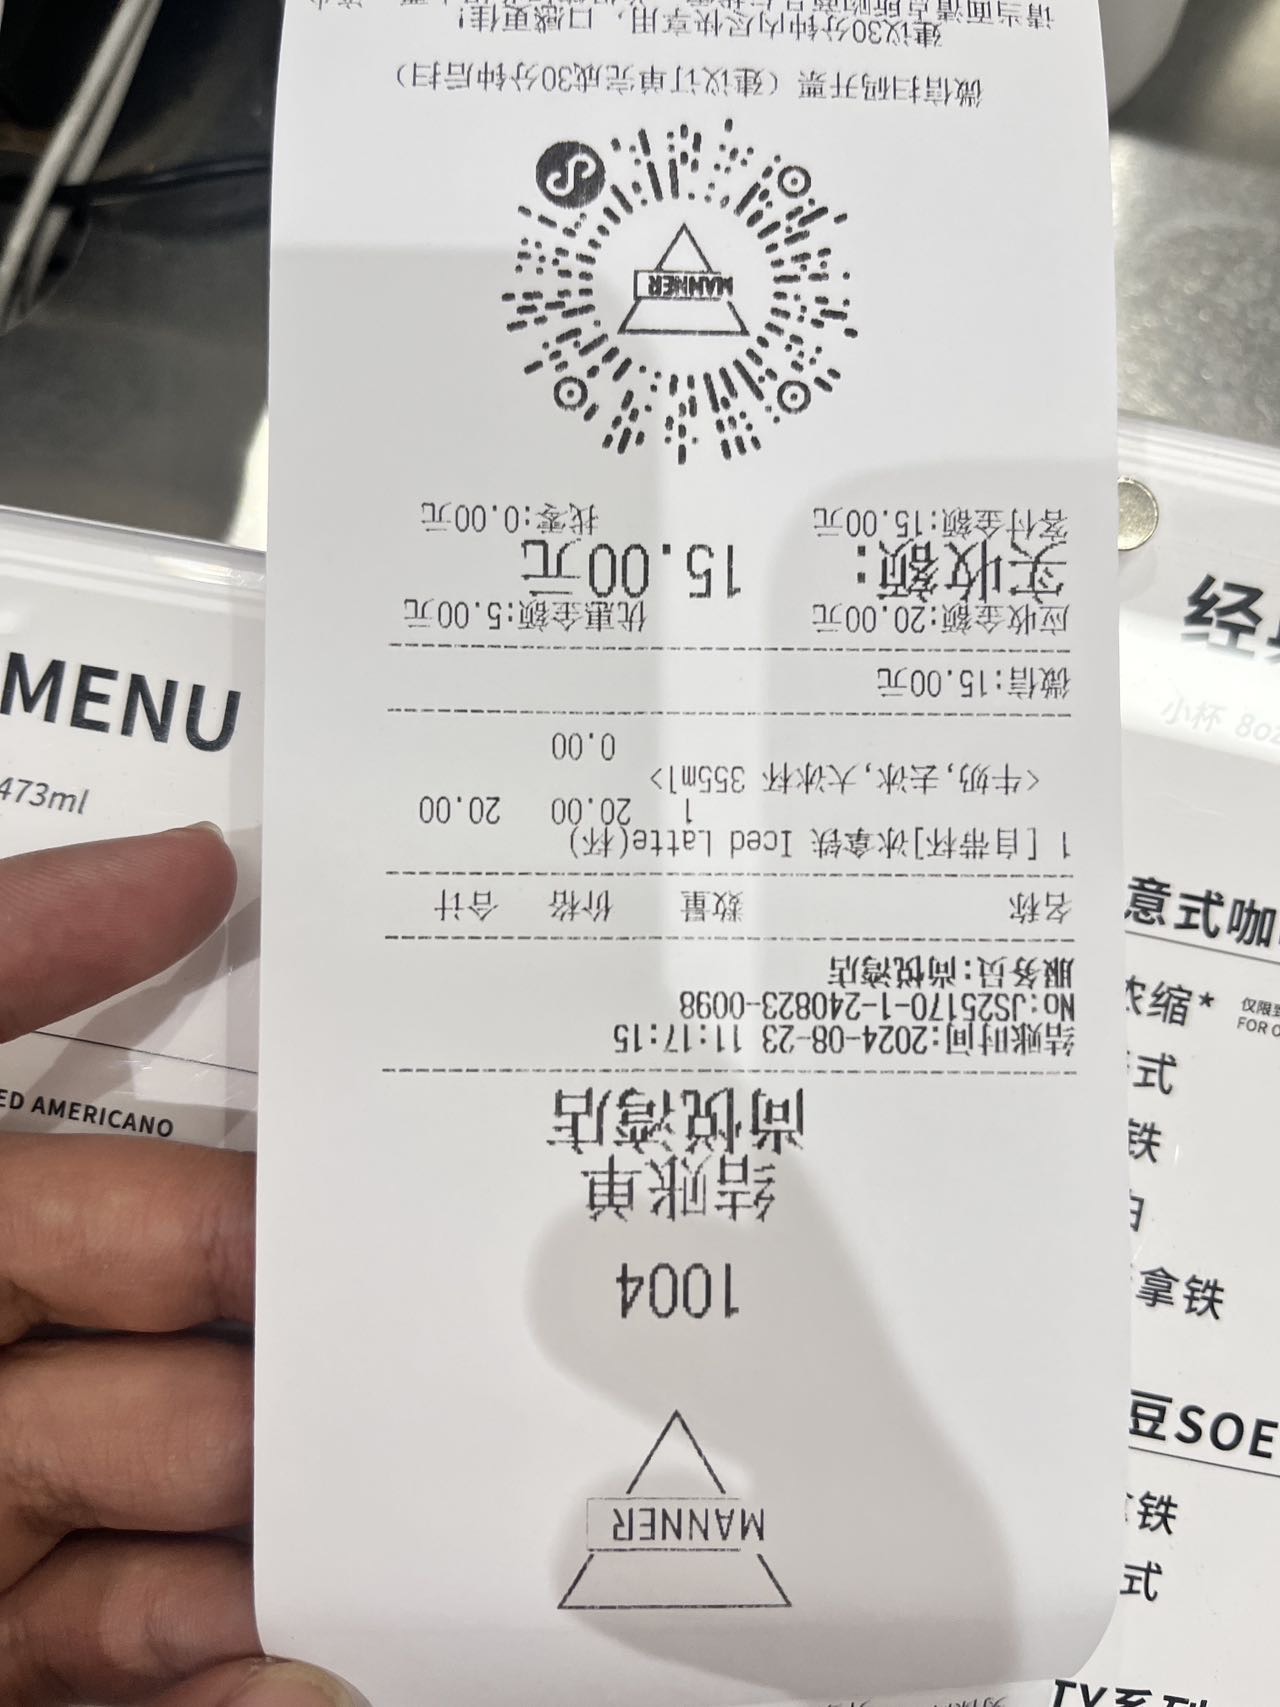 MANNER
1004
结账单
尚悦湾店
结账时间:2024-08-23 11:17:15
No:JS25170-1-240823-0098
服务员:尚悦湾店
名称 数量 价格 合计
1 [自带杯]冰拿铁 Iced Latte(杯)
1 20.00 20.00
<牛奶,去冰,大冰杯 355ml>
0.00
微信:15.00元
应收金额:20.00元 优惠金额:5.00元
实收额: 15.00元
客付金额:15.00元 找零:0.00元
MANNER
微信扫码开票（建议订单完成30分钟后扫）
建议30分钟内尽快享用，口感更佳!
MENU
473ml
ED AMERICANO
小杯 8oz
意式咖
浓缩*
仅限
FOR
式
铁
白
拿铁
豆SOE
拿铁
式